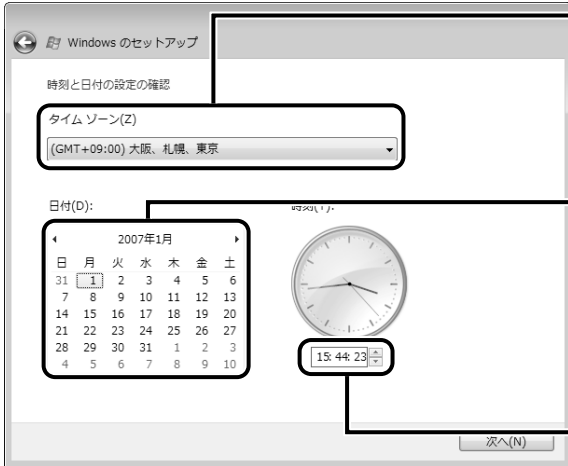 Windows のセットアップ
時刻と日付の設定の確認
タイム ゾーン(Z)
(GMT+09:00) 大阪、札幌、東京
日付(D):
時刻(T):
2007年1月
日 月 火 水 木 金 土
31 1 2 3 4 5 6
7 8 9 10 11 12 13
14 15 16 17 18 19 20
21 22 23 24 25 26 27
28 29 30 31 1 2 3
4 5 6 7 8 9 10
15: 44: 23
次へ(N)